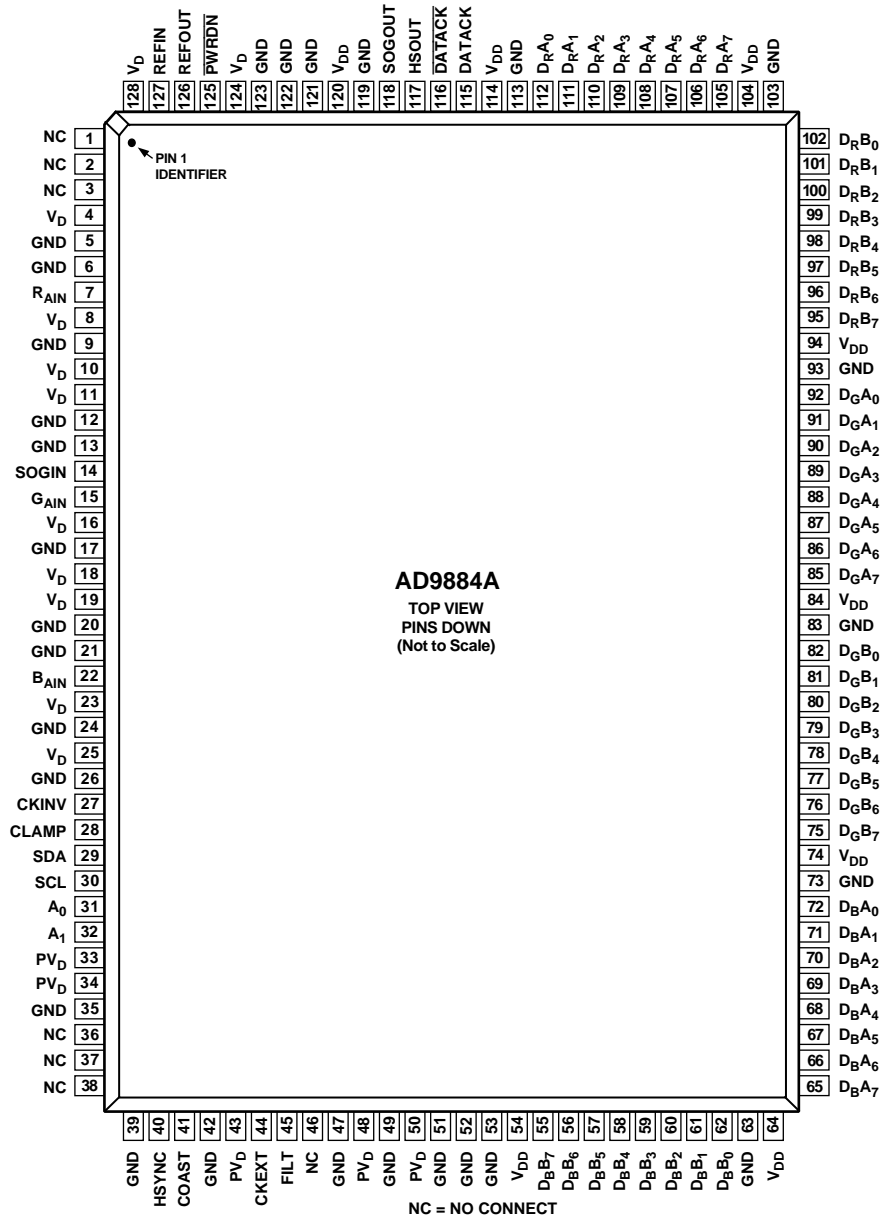 128 V_D
127 REFIN
126 REFOUT
125 PWRDN
124 V_D
123 GND
122 GND
121 GND
120 V_DD
119 GND
118 SOGOUT
117 HSOUT
116 DATACK
115 DATACK
114 V_DD
113 GND
112 D_RA_0
111 D_RA_1
110 D_RA_2
109 D_RA_3
108 D_RA_4
107 D_RA_5
106 D_RA_6
105 D_RA_7
104 V_DD
103 GND
NC 1
NC 2
NC 3
V_D 4
GND 5
GND 6
R_AIN 7
V_D 8
GND 9
V_D 10
V_D 11
GND 12
GND 13
SOGIN 14
G_AIN 15
V_D 16
GND 17
V_D 18
V_D 19
GND 20
GND 21
B_AIN 22
V_D 23
GND 24
V_D 25
GND 26
CKINV 27
CLAMP 28
SDA 29
SCL 30
A_0 31
A_1 32
PV_D 33
PV_D 34
GND 35
NC 36
NC 37
NC 38
PIN 1
IDENTIFIER
AD9884A
TOP VIEW
PINS DOWN
(Not to Scale)
102 D_RB_0
101 D_RB_1
100 D_RB_2
99 D_RB_3
98 D_RB_4
97 D_RB_5
96 D_RB_6
95 D_RB_7
94 V_DD
93 GND
92 D_GA_0
91 D_GA_1
90 D_GA_2
89 D_GA_3
88 D_GA_4
87 D_GA_5
86 D_GA_6
85 D_GA_7
84 V_DD
83 GND
82 D_GB_0
81 D_GB_1
80 D_GB_2
79 D_GB_3
78 D_GB_4
77 D_GB_5
76 D_GB_6
75 D_GB_7
74 V_DD
73 GND
72 D_BA_0
71 D_BA_1
70 D_BA_2
69 D_BA_3
68 D_BA_4
67 D_BA_5
66 D_BA_6
65 D_BA_7
GND 39
HSYNC 40
COAST 41
GND 42
PV_D 43
CKEXT 44
FILT 45
NC 46
GND 47
PV_D 48
GND 49
PV_D 50
GND 51
GND 52
GND 53
V_DD 54
D_BB_7 55
D_BB_6 56
D_BB_5 57
D_BB_4 58
D_BB_3 59
D_BB_2 60
D_BB_1 61
D_BB_0 62
GND 63
V_DD 64
NC = NO CONNECT